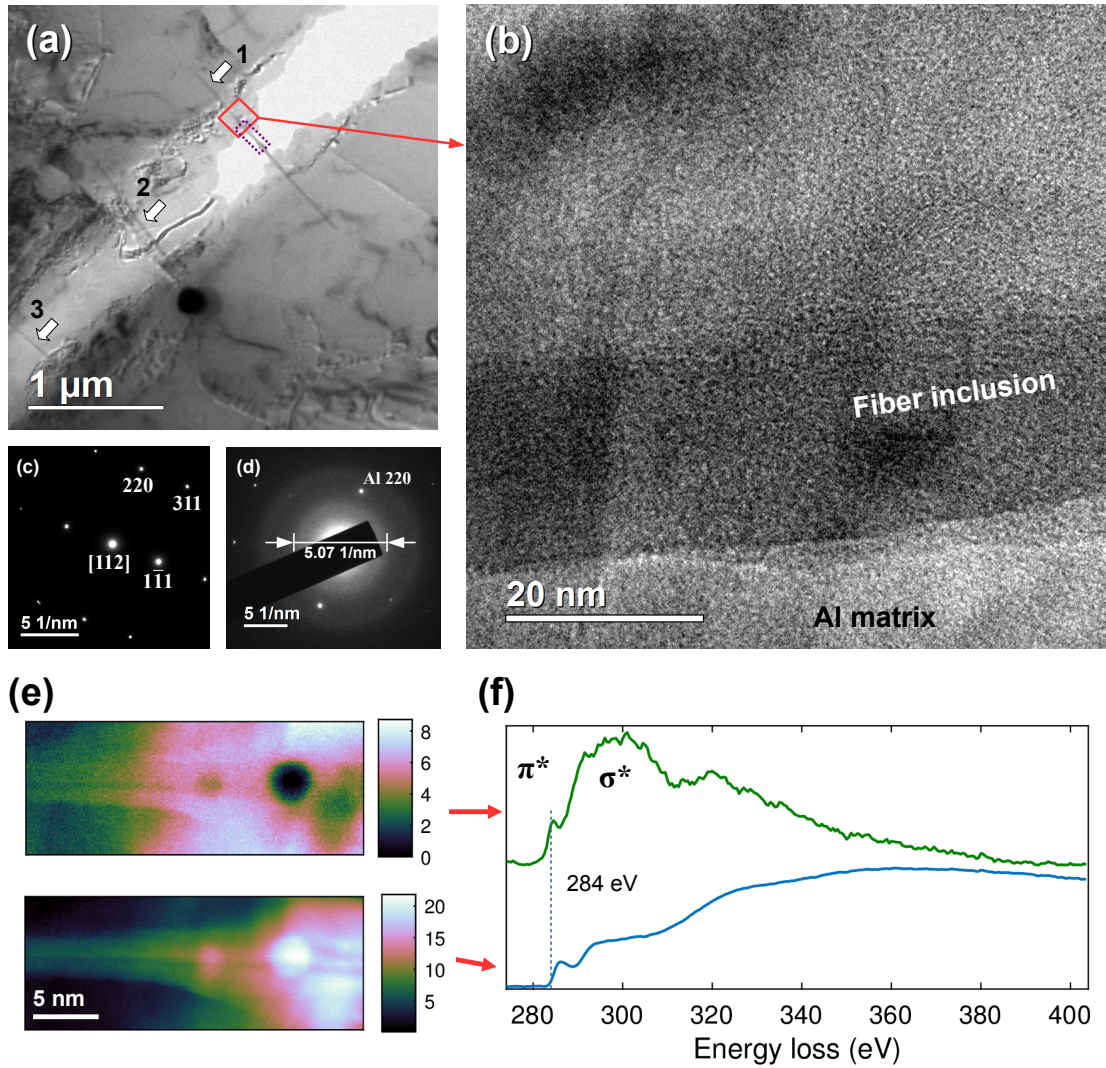 (a)
1
2
3
1 μm
(b)
Fiber inclusion
20 nm
Al matrix
(c)
220
311
[112]
11̅1
5 1/nm
(d)
Al 220
5.07 1/nm
5 1/nm
(e)
8
6
4
2
0
20
15
10
5
5 nm
(f)
π*
σ*
284 eV
280 300 320 340 360 380 400
Energy loss (eV)